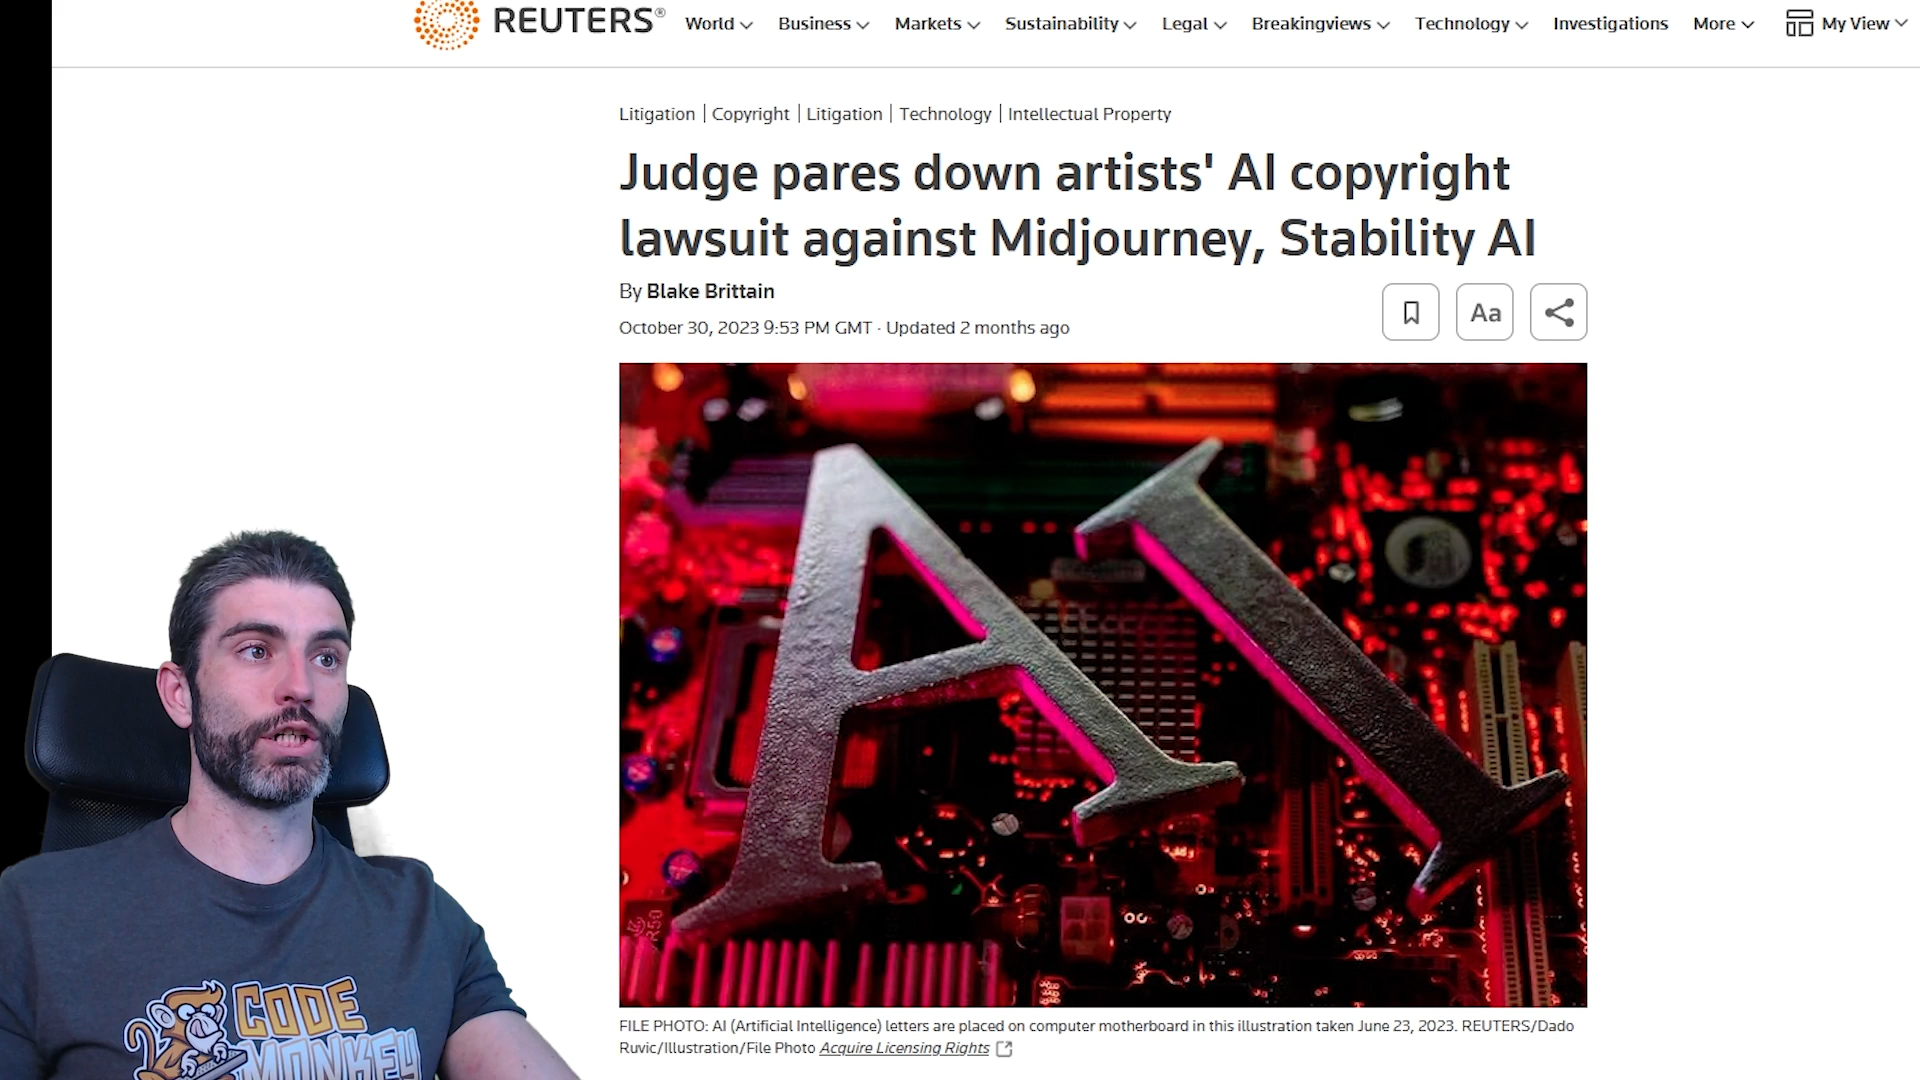 REUTERS®
World Business Markets Sustainability Legal Breakingviews Technology Investigations More My View
Litigation | Copyright | Litigation | Technology | Intellectual Property
Judge pares down artists' AI copyright
lawsuit against Midjourney, Stability AI
By Blake Brittain
October 30, 2023 9:53 PM GMT · Updated 2 months ago
Aa
AI
R50
FILE PHOTO: AI (Artificial Intelligence) letters are placed on computer motherboard in this illustration taken June 23, 2023. REUTERS/Dado
Ruvic/Illustration/File Photo Acquire Licensing Rights
CODE
MONKEY